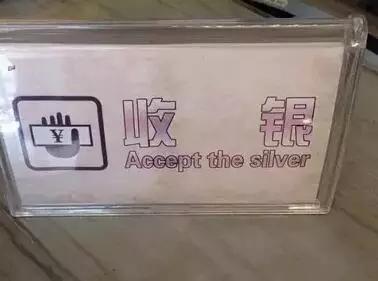 ¥
收 银
Accept the silver